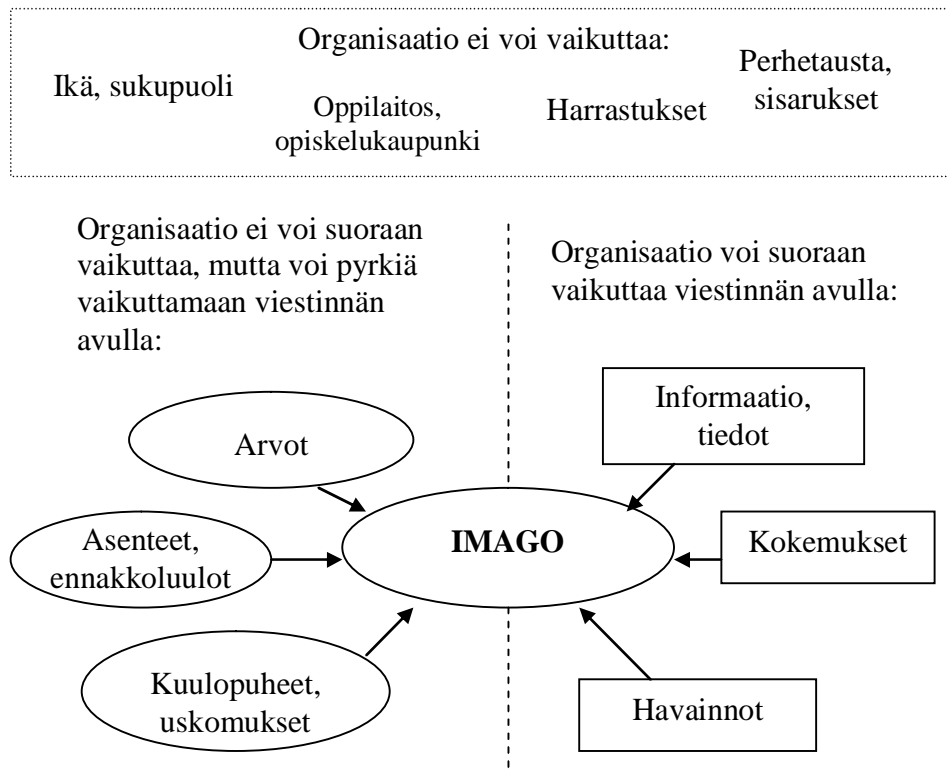 Organisaatio ei voi vaikuttaa:
Ikä, sukupuoli
Oppilaitos,
opiskelukaupunki
Harrastukset
Perhetausta,
sisarukset
Organisaatio ei voi suoraan
vaikuttaa, mutta voi pyrkiä
vaikuttamaan viestinnän
avulla:
Organisaatio voi suoraan
vaikuttaa viestinnän avulla:
Arvot
Asenteet,
ennakkoluulot
Kuulopuheet,
uskomukset
IMAGO
Informaatio,
tiedot
Kokemukset
Havainnot